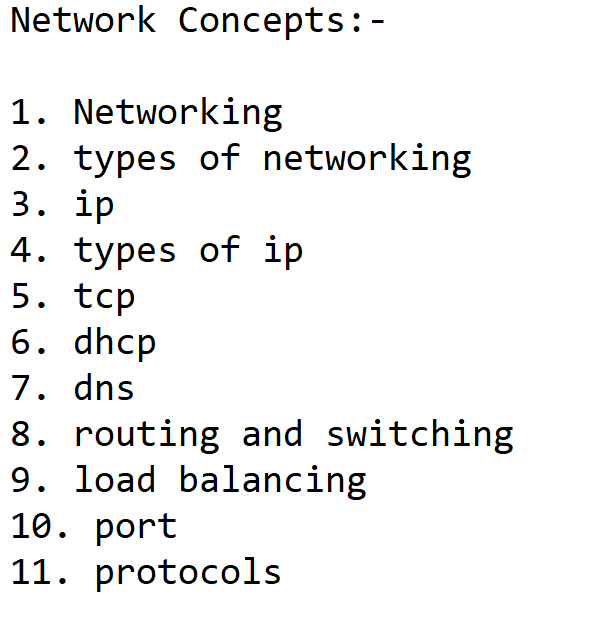 Network Concepts:-
1. Networking
2. types of networking
3. ip
4. types of ip
5. tcp
6. dhcp
7. dns
8. routing and switching
9. load balancing
10. port
11. protocols